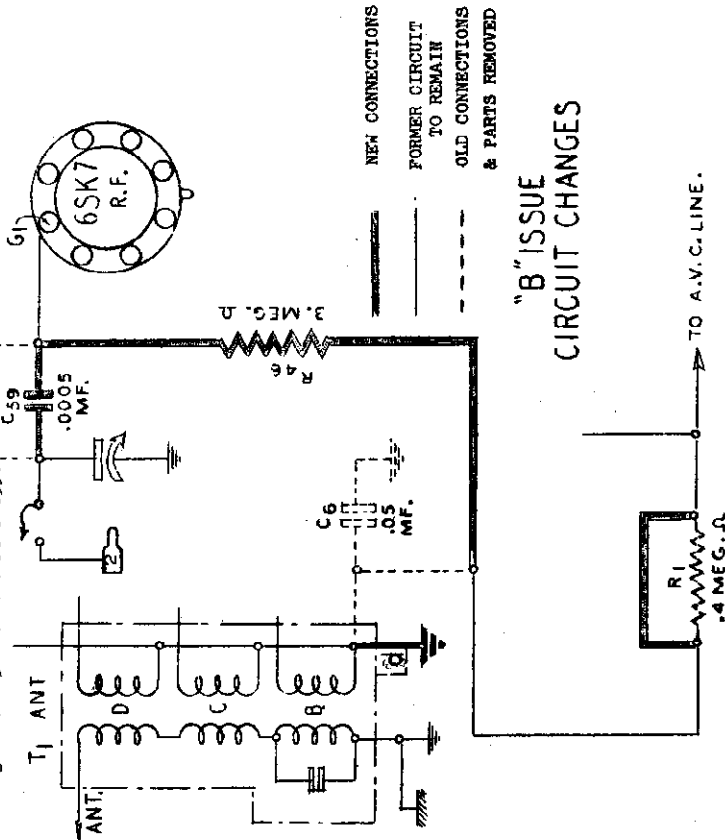 G1
6SK7
R.F.
C59
.0005
MF.
3. MEG. Ω
R46
2
C6
.05
MF.
T1 ANT
ANT.
D
C
B
a
R1
.4 MEG. Ω
TO A.V.C. LINE.
NEW CONNECTIONS
FORMER CIRCUIT
TO REMAIN
OLD CONNECTIONS
& PARTS REMOVED
"B" ISSUE
CIRCUIT CHANGES